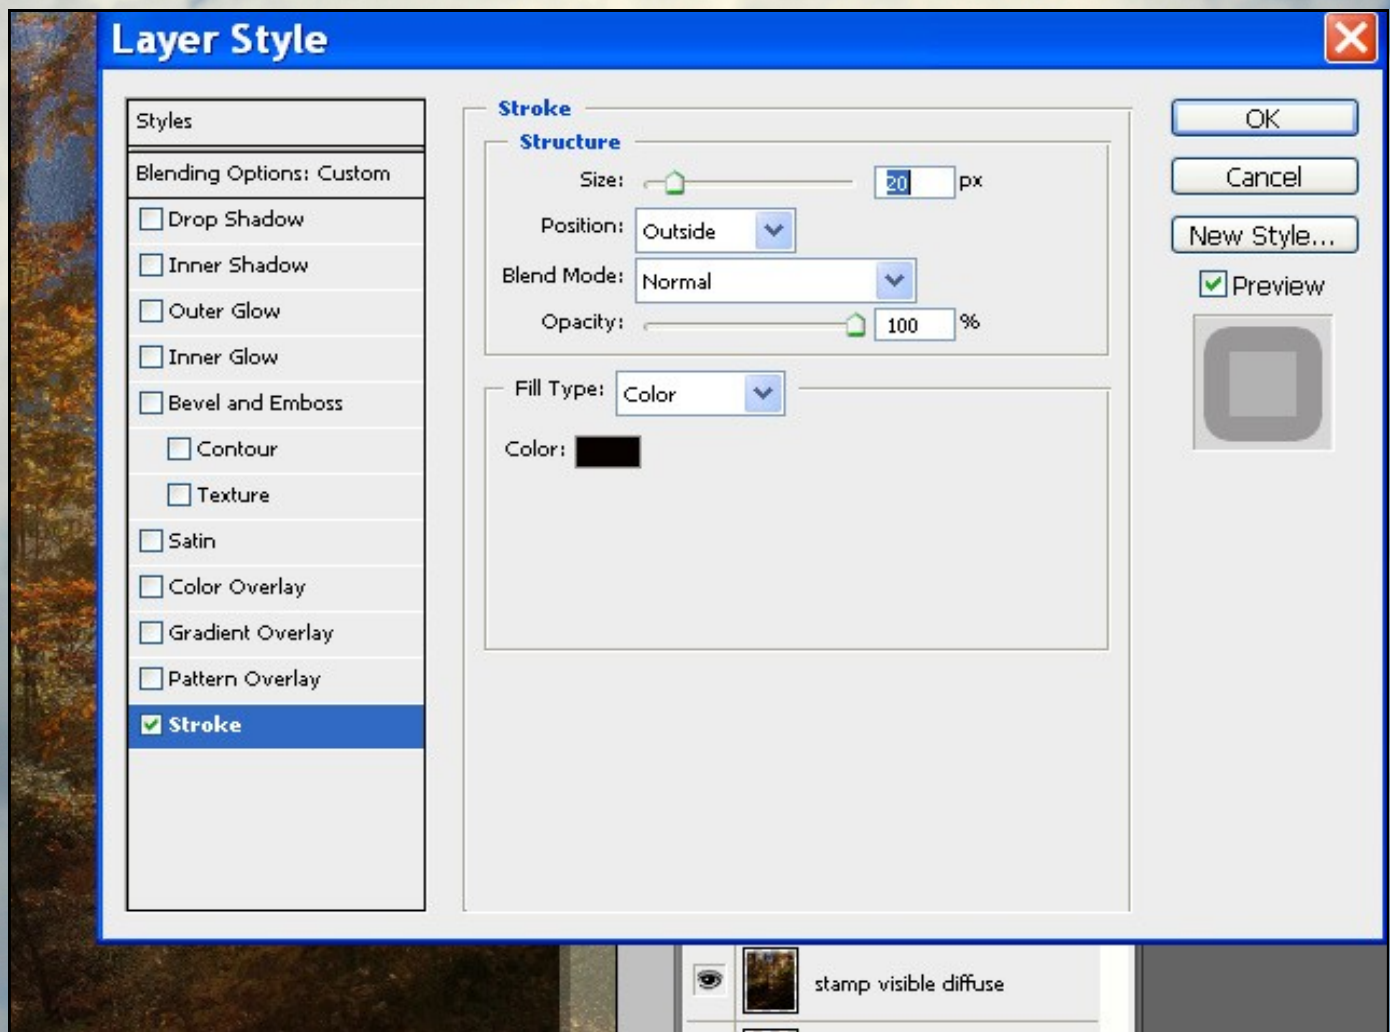 Layer Style
Styles
Blending Options: Custom
Drop Shadow
Inner Shadow
Outer Glow
Inner Glow
Bevel and Emboss
Contour
Texture
Satin
Color Overlay
Gradient Overlay
Pattern Overlay
Stroke
Stroke
Structure
Size: 20 px
Position: Outside
Blend Mode: Normal
Opacity: 100 %
Fill Type: Color
Color:
OK
Cancel
New Style...
Preview
stamp visible diffuse